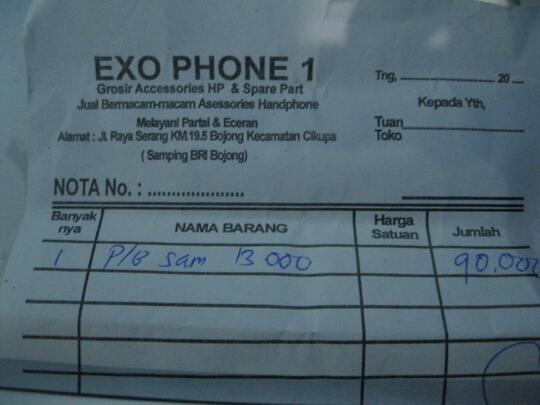 EXO PHONE 1
Grosir Accessories HP & Spare Part
Jual Bermacam-macam Asessories Handphone
Melayani Partai & Eceran
Alamat : Jl. Raya Serang KM.19.5 Bojong Kecamatan Cikupa
( Samping BRI Bojong)
Tng, ........................ 20 ....
Kepada Yth,
Tuan
Toko
NOTA No. : .....................
Banyak nya NAMA BARANG Harga Satuan Jumlah
1 P/B Sam 13 000 90.000